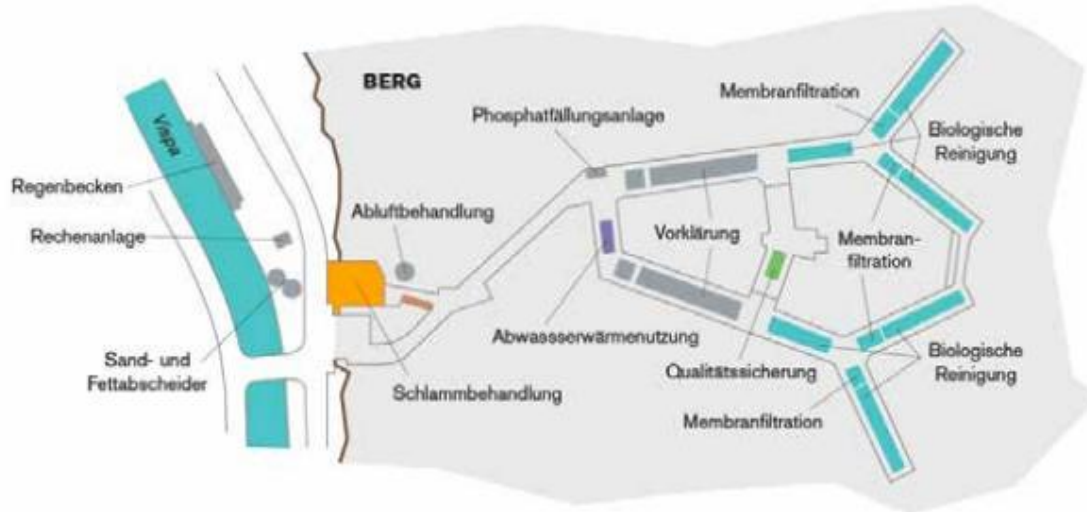 BERG
Vispa
Regenbecken
Rechenanlage
Sand- und
Fettabscheider
Abluftbehandlung
Schlammbehandlung
Phosphatfällungsanlage
Vorklärung
Abwassserwärmenutzung
Qualitätssicherung
Membranfiltration
Biologische
Reinigung
Membran-
filtration
Biologische
Reinigung
Membranfiltration